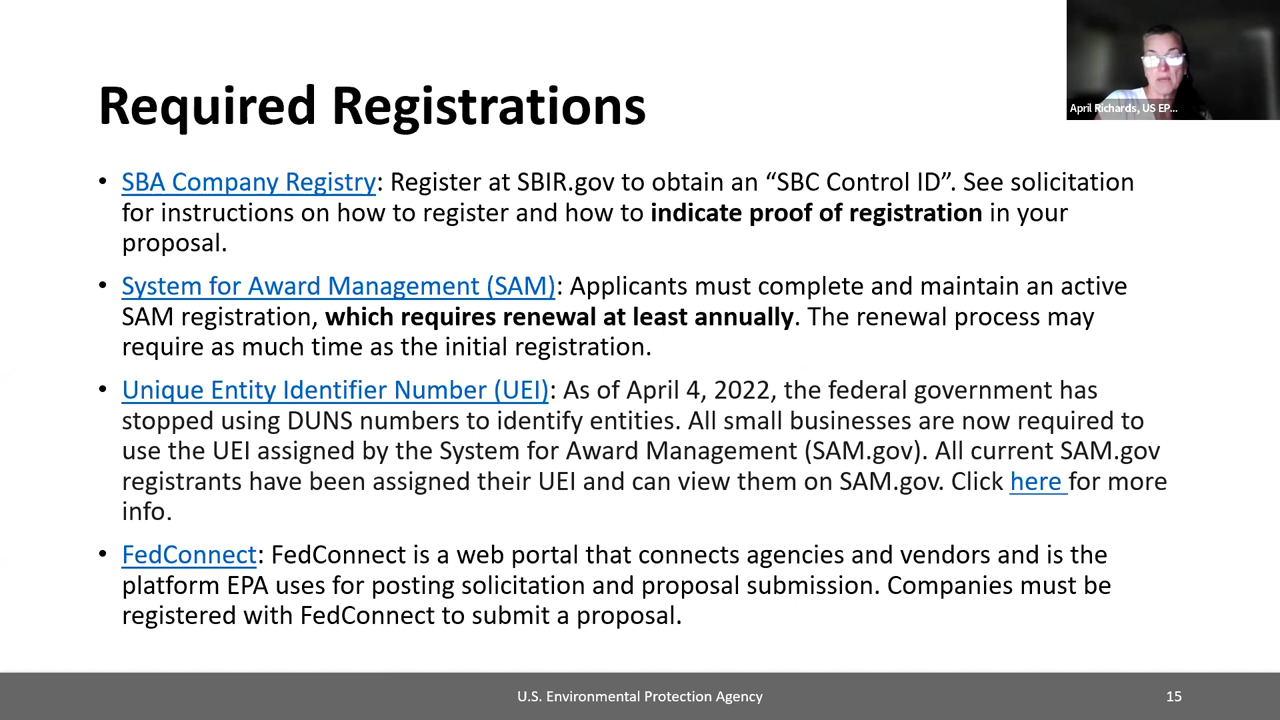 April Richards, US EP...
Required Registrations
• SBA Company Registry: Register at SBIR.gov to obtain an “SBC Control ID”. See solicitation
for instructions on how to register and how to indicate proof of registration in your
proposal.
• System for Award Management (SAM): Applicants must complete and maintain an active
SAM registration, which requires renewal at least annually. The renewal process may
require as much time as the initial registration.
• Unique Entity Identifier Number (UEI): As of April 4, 2022, the federal government has
stopped using DUNS numbers to identify entities. All small businesses are now required to
use the UEI assigned by the System for Award Management (SAM.gov). All current SAM.gov
registrants have been assigned their UEI and can view them on SAM.gov. Click here for more
info.
• FedConnect: FedConnect is a web portal that connects agencies and vendors and is the
platform EPA uses for posting solicitation and proposal submission. Companies must be
registered with FedConnect to submit a proposal.
U.S. Environmental Protection Agency
15